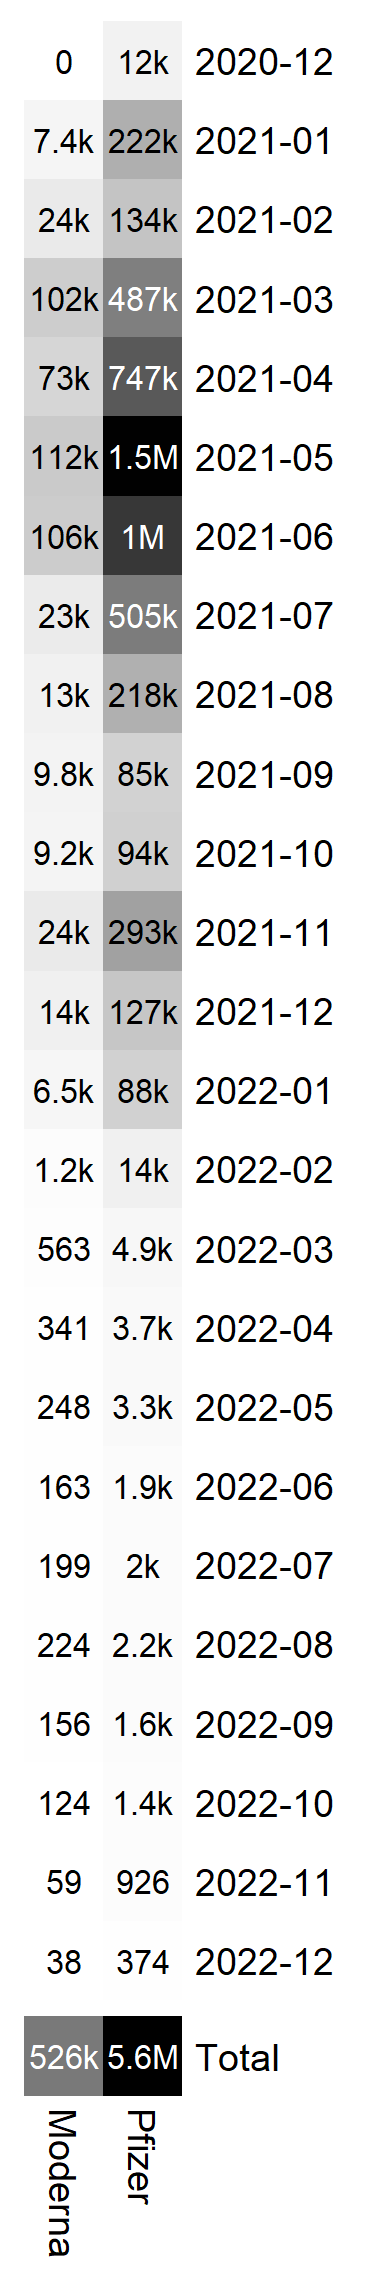 0 12k 2020-12
7.4k 222k 2021-01
24k 134k 2021-02
102k 487k 2021-03
73k 747k 2021-04
112k 1.5M 2021-05
106k 1M 2021-06
23k 505k 2021-07
13k 218k 2021-08
9.8k 85k 2021-09
9.2k 94k 2021-10
24k 293k 2021-11
14k 127k 2021-12
6.5k 88k 2022-01
1.2k 14k 2022-02
563 4.9k 2022-03
341 3.7k 2022-04
248 3.3k 2022-05
163 1.9k 2022-06
199 2k 2022-07
224 2.2k 2022-08
156 1.6k 2022-09
124 1.4k 2022-10
59 926 2022-11
38 374 2022-12
526k 5.6M Total
Moderna
Pfizer